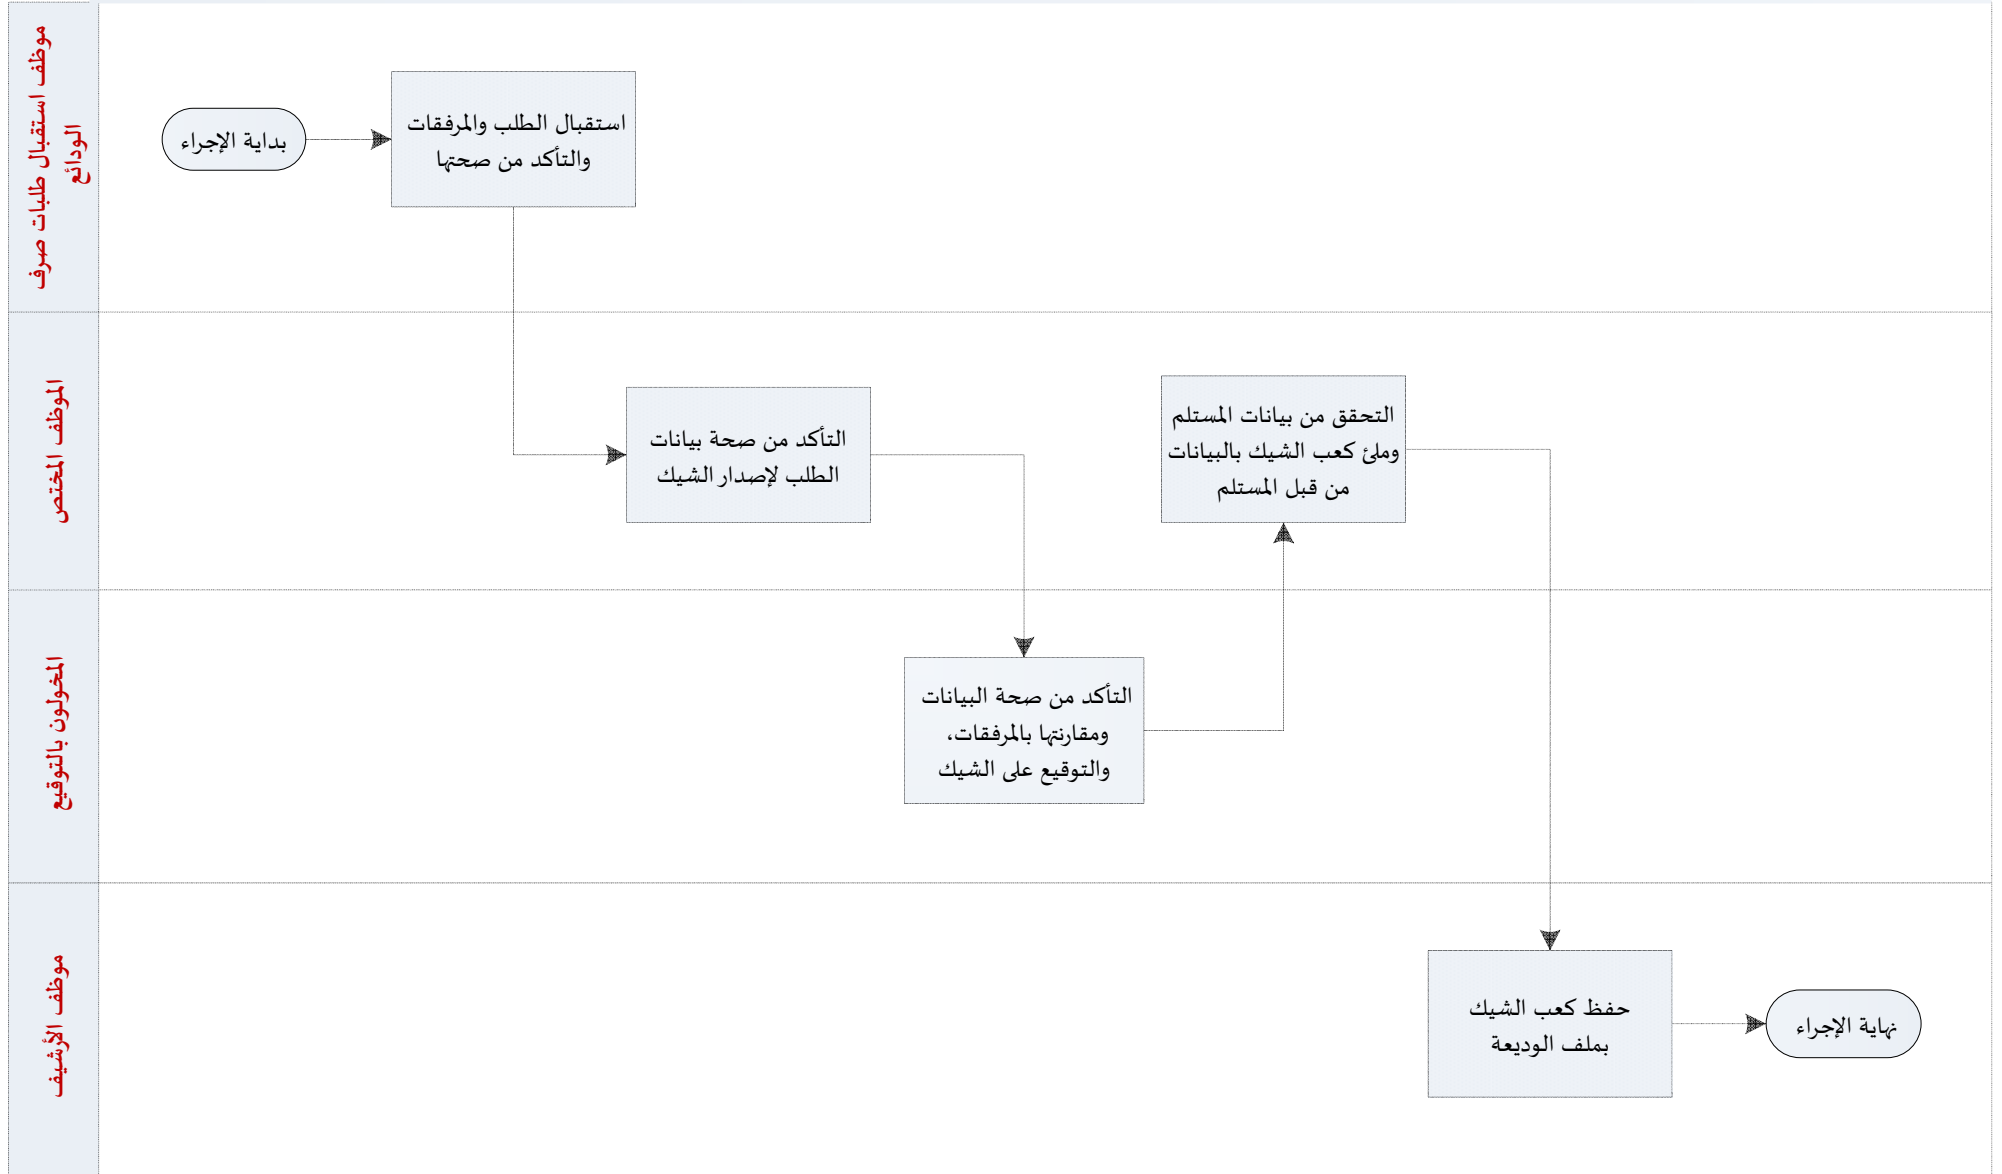 موظف استقبال طلبات صرف
الودائع
بداية الإجراء
استقبال الطلب والمرفقات
والتأكد من صحتها
الموظف المختص
التأكد من صحة بيانات
الطلب لإصدار الشيك
التحقق من بيانات المستلم
وملئ كعب الشيك بالبيانات
من قبل المستلم
المخولون بالتوقيع
التأكد من صحة البيانات
ومقارنتها بالمرفقات،
والتوقيع على الشيك
موظف الأرشيف
حفظ كعب الشيك
بملف الوديعة
نهاية الإجراء